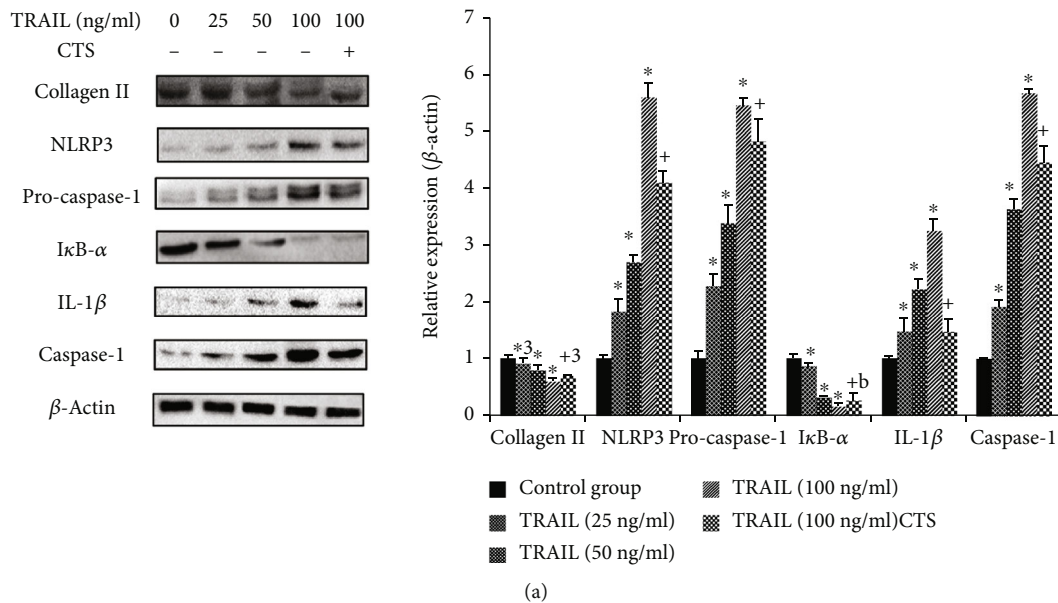 TRAIL (ng/ml) 0 25 50 100 100
CTS – – – – +
Collagen II
NLRP3
Pro-caspase-1
IκB-α
IL-1β
Caspase-1
β-Actin
Relative expression (β-actin)
7
6
5
4
3
2
1
0
*3 * * +3
* * * +
* * * +
* * * +b
* * * +
* * * +
Collagen II NLRP3 Pro-caspase-1 IκB-α IL-1β Caspase-1
Control group
TRAIL (25 ng/ml)
TRAIL (50 ng/ml)
TRAIL (100 ng/ml)
TRAIL (100 ng/ml)CTS
(a)